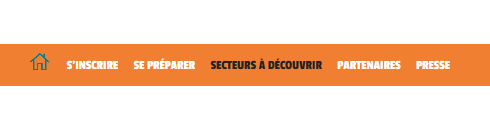 S'INSCRIRE SE PRÉPARER SECTEURS À DÉCOUVRIR PARTENAIRES PRESSE